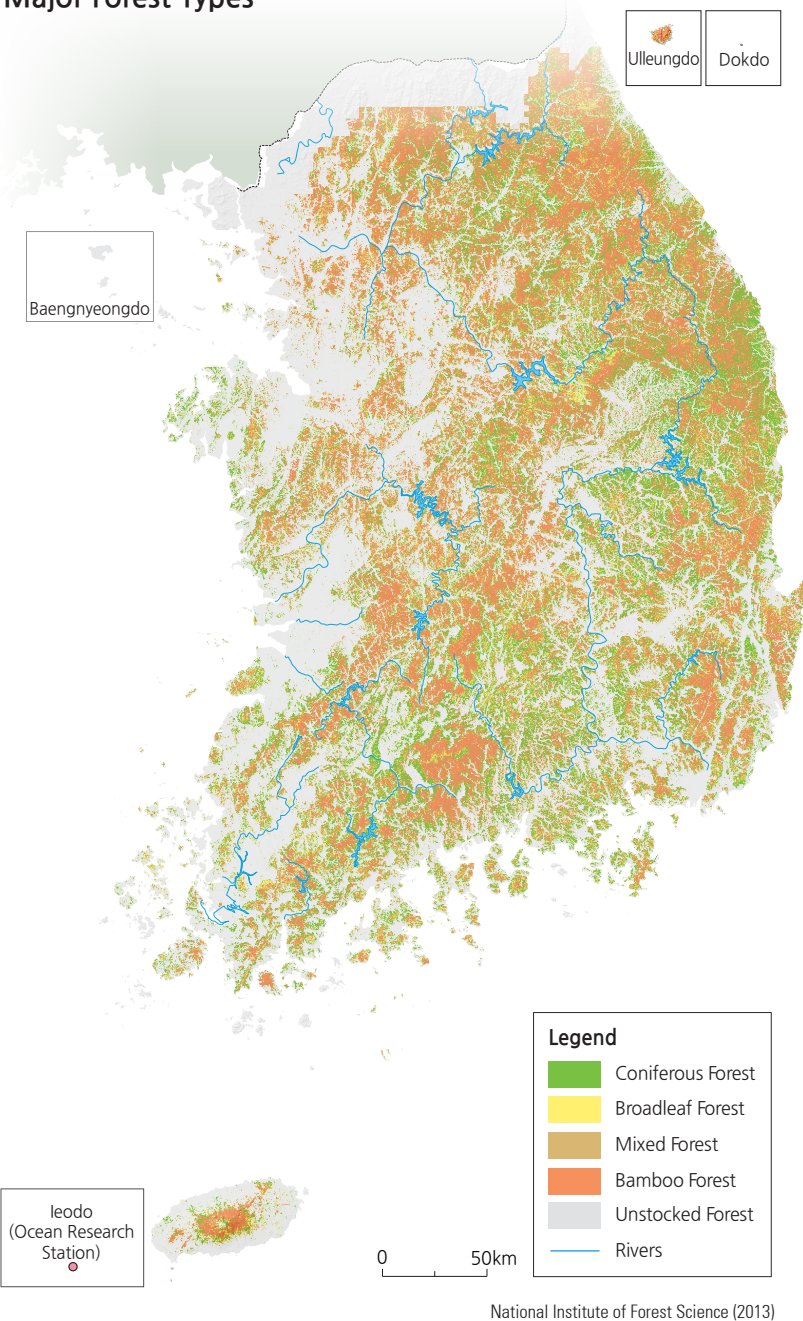 Major Forest Types
Ulleungdo
Dokdo
Baengnyeongdo
Legend
Coniferous Forest
Broadleaf Forest
Mixed Forest
Bamboo Forest
Unstocked Forest
Rivers
Ieodo
(Ocean Research
Station)
0 50km
National Institute of Forest Science (2013)